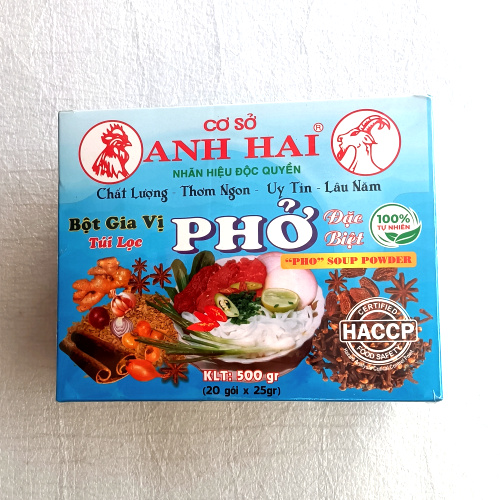 CƠ SỞ
ANH HAI ®
NHÃN HIỆU ĐỘC QUYỀN
Chất Lượng - Thơm Ngon - Uy Tín - Lâu Năm
Bột Gia Vị
Túi Lọc
PHỞ
Đặc
Biệt
100%
TỰ NHIÊN
“PHO” SOUP POWDER
CERTIFIED
HACCP
FOOD SAFETY
KLT: 500 gr
(20 gói x 25gr)